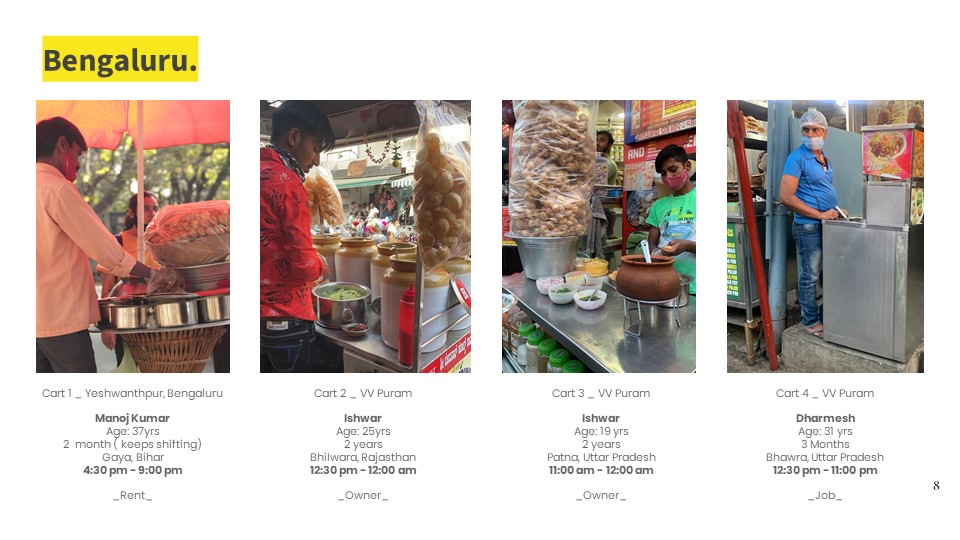 Bengaluru.
AND
Cart 1 _ Yeshwanthpur, Bengaluru
Manoj Kumar
Age: 37yrs
2 month ( keeps shifting)
Gaya, Bihar
4:30 pm - 9:00 pm
_Rent_
Cart 2 _ VV Puram
Ishwar
Age: 25yrs
2 years
Bhilwara, Rajasthan
12:30 pm - 12:00 am
_Owner_
Cart 3 _ VV Puram
Ishwar
Age: 19 yrs
2 years
Patna, Uttar Pradesh
11:00 am - 12:00 am
_Owner_
Cart 4 _ VV Puram
Dharmesh
Age: 31 yrs
3 Months
Bhawra, Uttar Pradesh
12:30 pm - 11:00 pm
_Job_
8